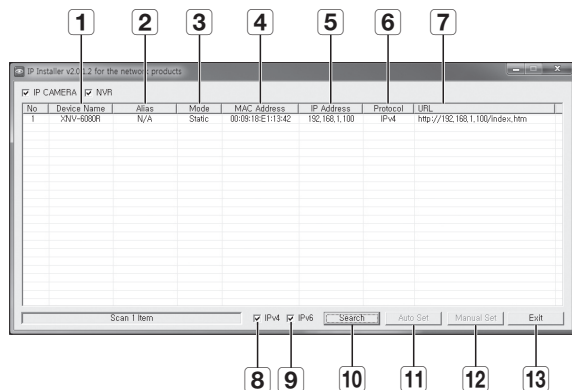 1 2 3 4 5 6 7
IP Installer v2.0.1.2 for the network products
IP CAMERA NVR
No Device Name Alias Mode MAC Address IP Address Protocol URL
1 XNV-6080R N/A Static 00:09:18:E1:13:42 192,168,1,100 IPv4 http://192,168,1,100/index,htm
Scan 1 Item IPv4 IPv6 Search Auto Set Manual Set Exit
8 9 10 11 12 13